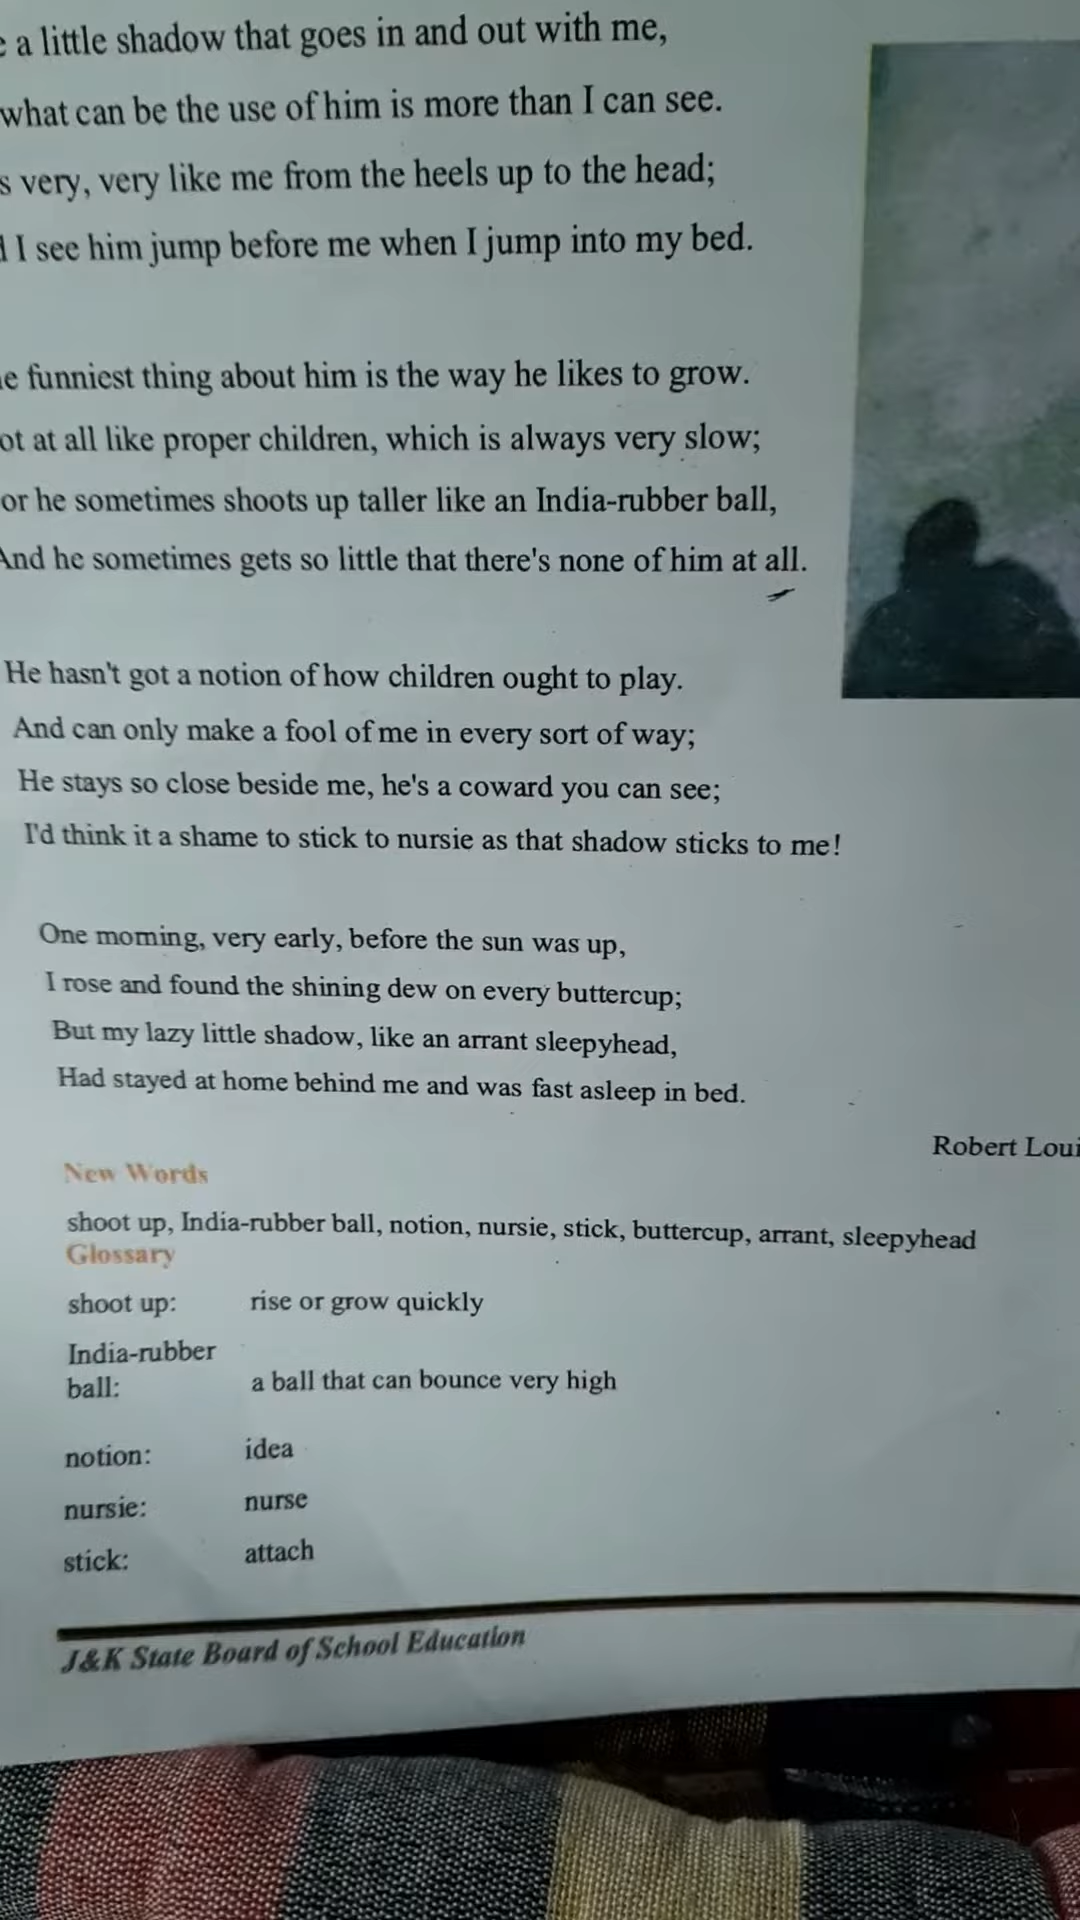 a little shadow that goes in and out with me,
what can be the use of him is more than I can see.
very, very like me from the heels up to the head;
I see him jump before me when I jump into my bed.
funniest thing about him is the way he likes to grow.
at all like proper children, which is always very slow;
or he sometimes shoots up taller like an India-rubber ball,
And he sometimes gets so little that there's none of him at all.
He hasn't got a notion of how children ought to play.
And can only make a fool of me in every sort of way;
He stays so close beside me, he's a coward you can see;
I'd think it a shame to stick to nursie as that shadow sticks to me!
One morning, very early, before the sun was up,
I rose and found the shining dew on every buttercup;
But my lazy little shadow, like an arrant sleepyhead,
Had stayed at home behind me and was fast asleep in bed.
Robert Loui
New Words
shoot up, India-rubber ball, notion, nursie, stick, buttercup, arrant, sleepyhead
Glossary
shoot up: rise or grow quickly
India-rubber
ball: a ball that can bounce very high
notion: idea
nursie: nurse
stick: attach
J&K State Board of School Education